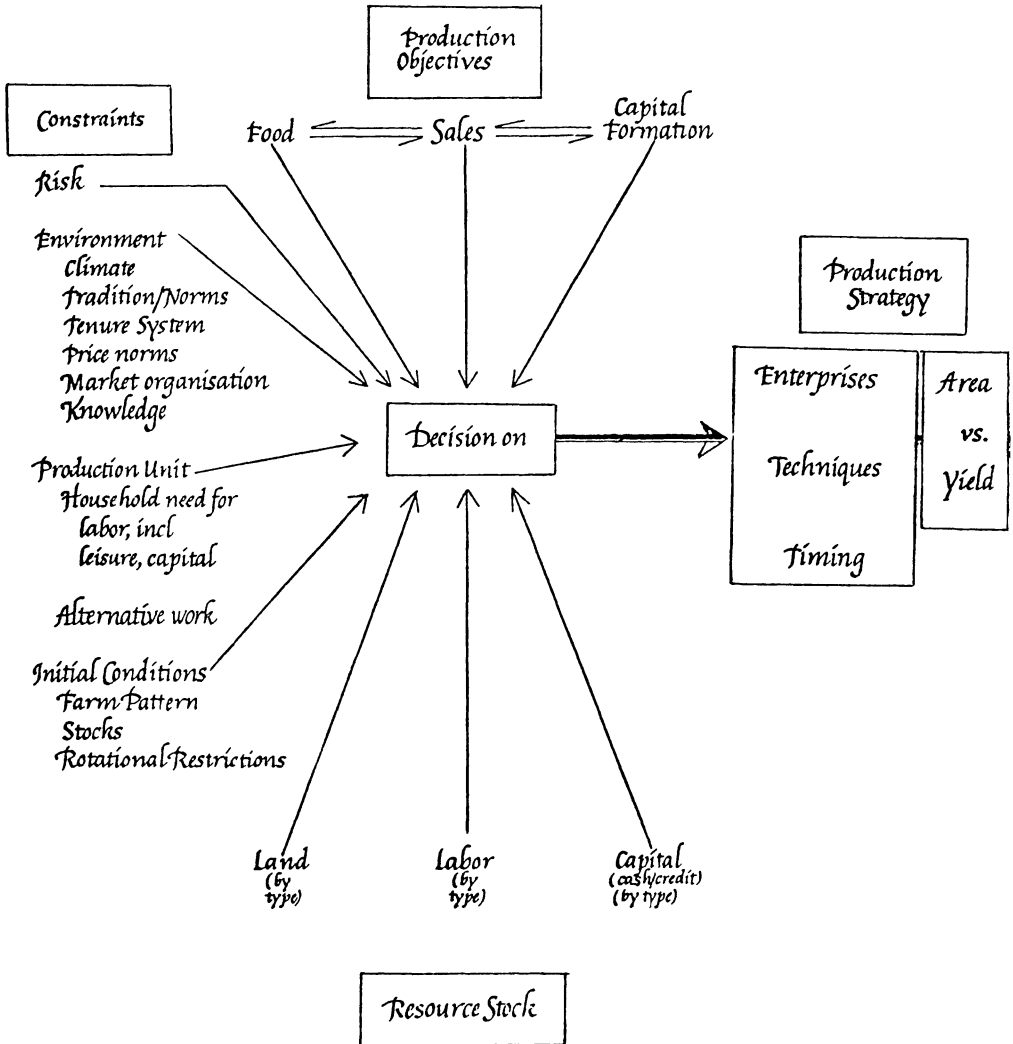 Production
Objectives
Constraints
Food
Sales
Capital
Formation
Risk
Environment
Climate
Tradition/Norms
Tenure System
Price norms
Market organisation
Knowledge
Production Unit
Household need for
labor, incl
leisure, capital
Alternative work
Initial Conditions
Farm Pattern
Stocks
Rotational Restrictions
Decision on
Production
Strategy
Enterprises
Techniques
Timing
Area
vs.
Yield
Land
(by
type)
Labor
(by
type)
Capital
(cash/credit)
(by type)
Resource Stock